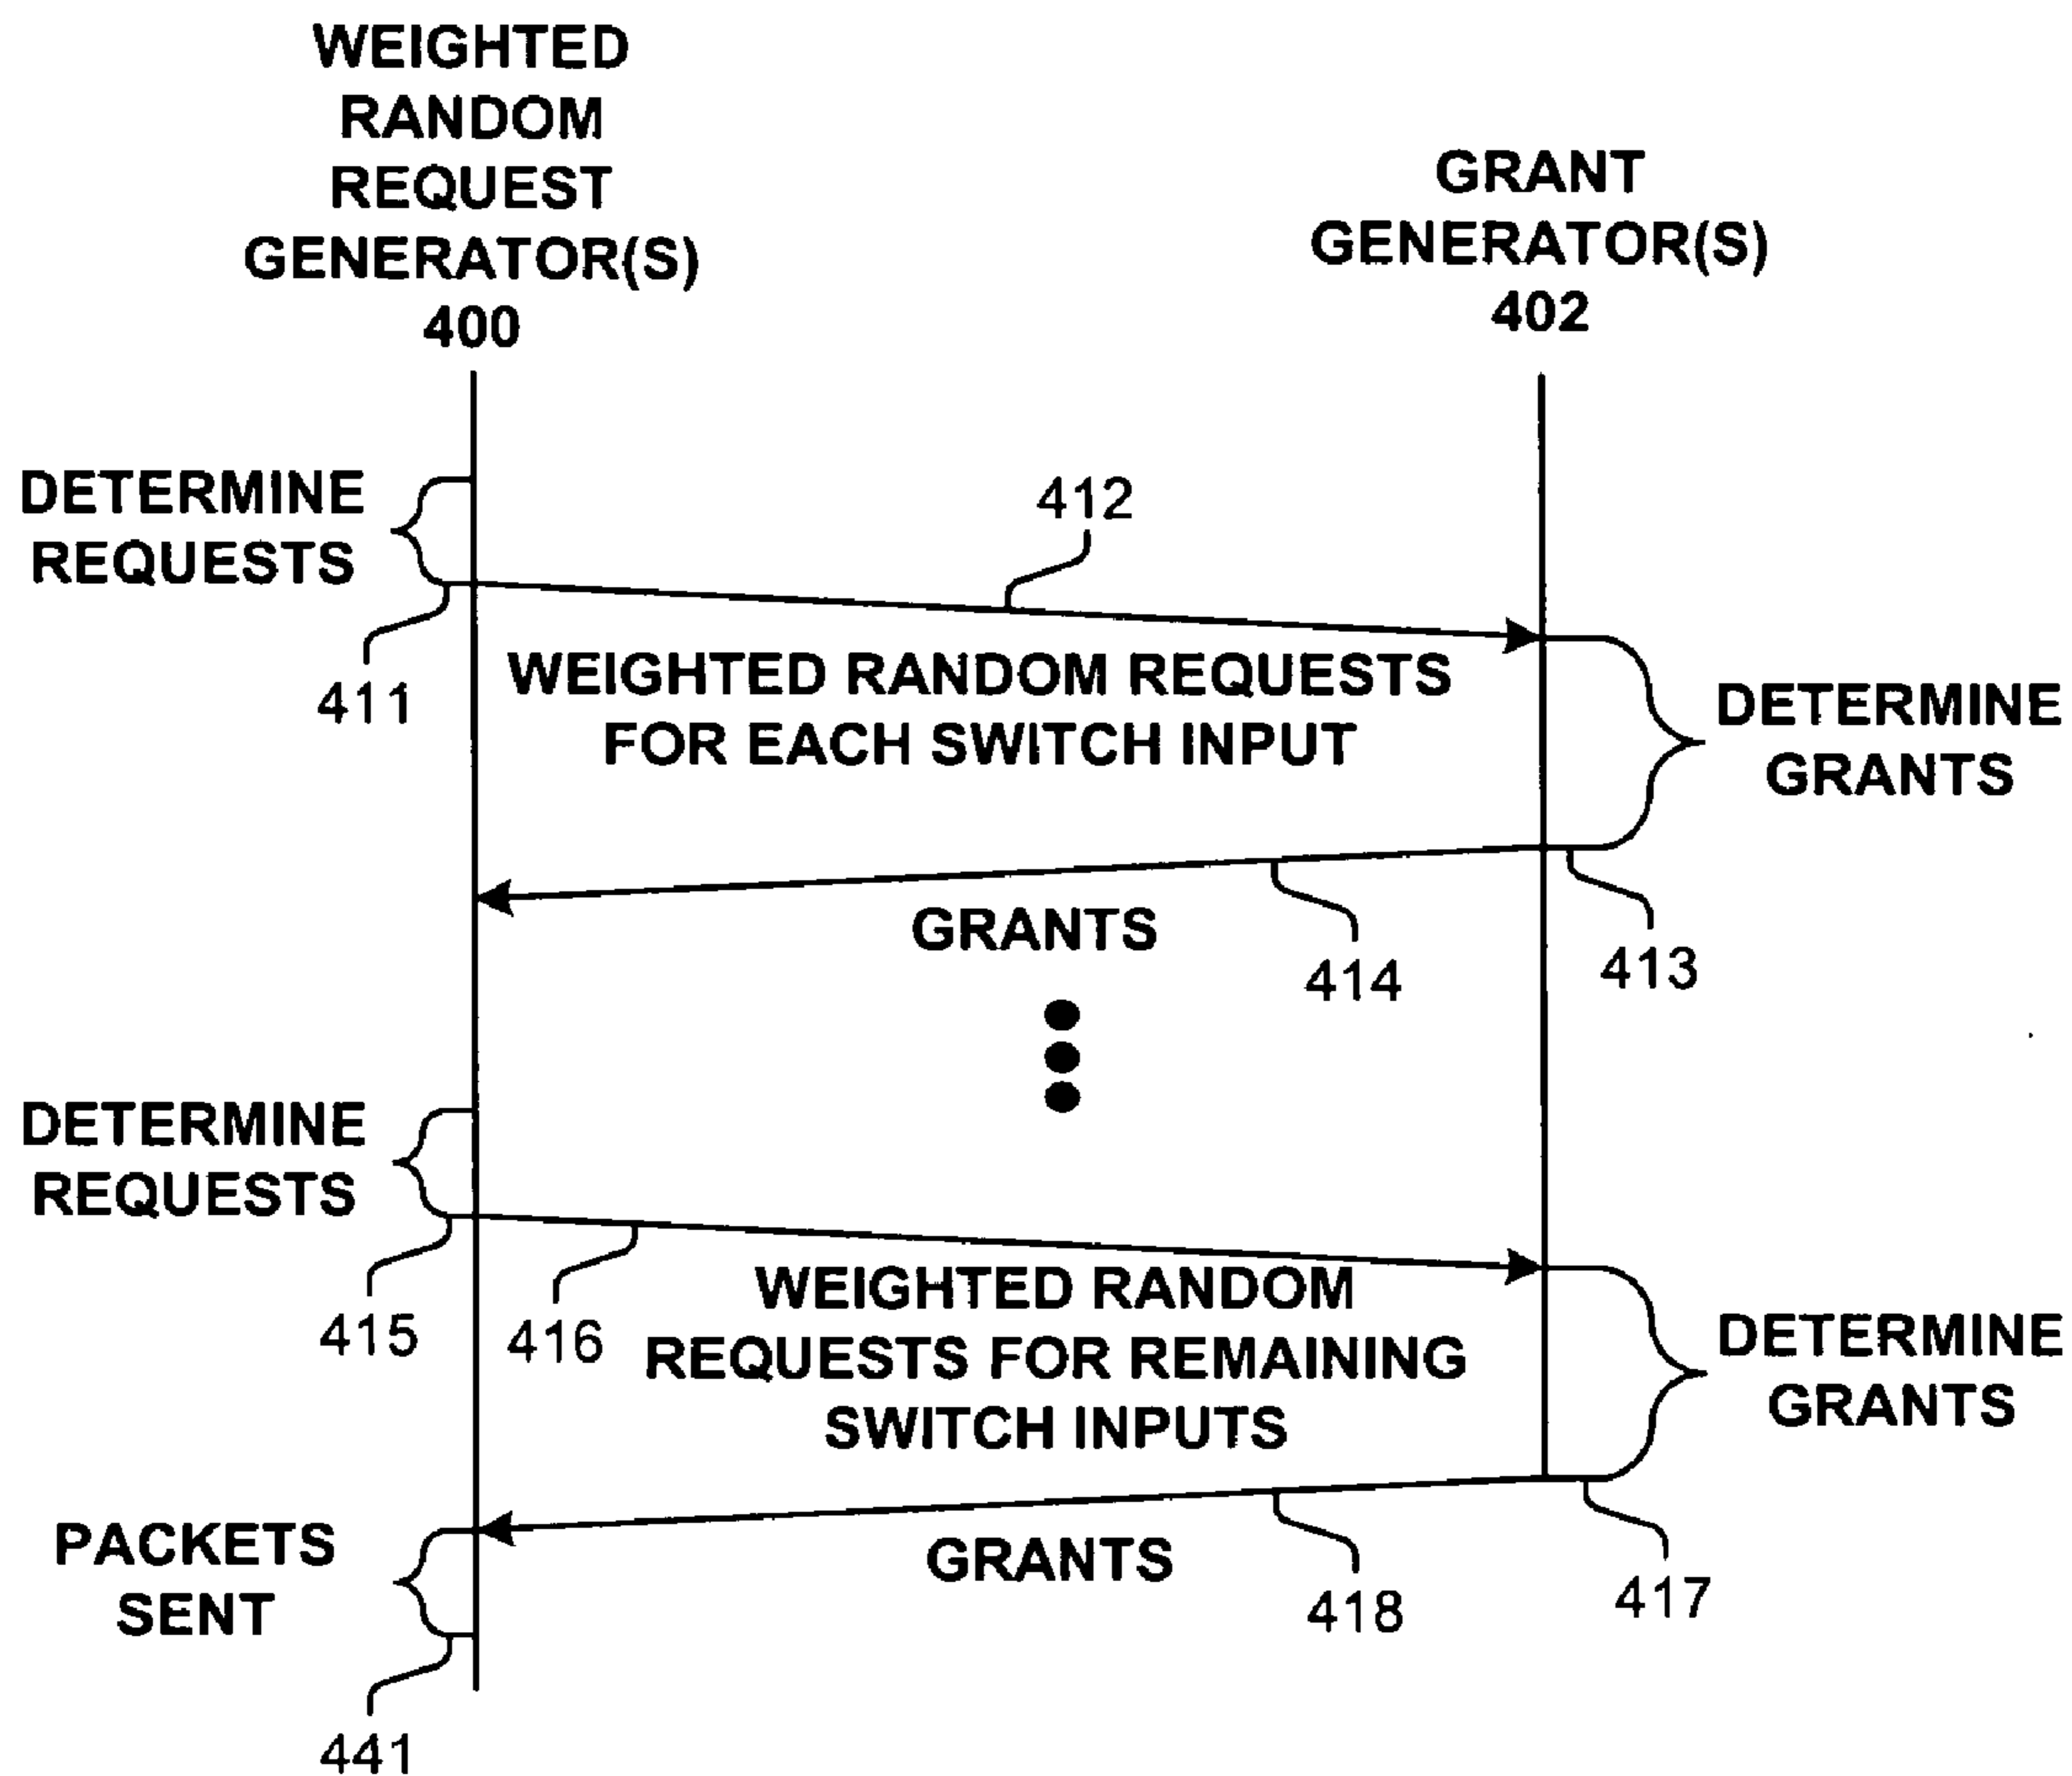 WEIGHTED
RANDOM
REQUEST
GENERATOR(S)
400
GRANT
GENERATOR(S)
402
DETERMINE
REQUESTS
411
412
WEIGHTED RANDOM REQUESTS
FOR EACH SWITCH INPUT
DETERMINE
GRANTS
413
GRANTS
414
DETERMINE
REQUESTS
415
416
WEIGHTED RANDOM
REQUESTS FOR REMAINING
SWITCH INPUTS
DETERMINE
GRANTS
417
GRANTS
418
PACKETS
SENT
441